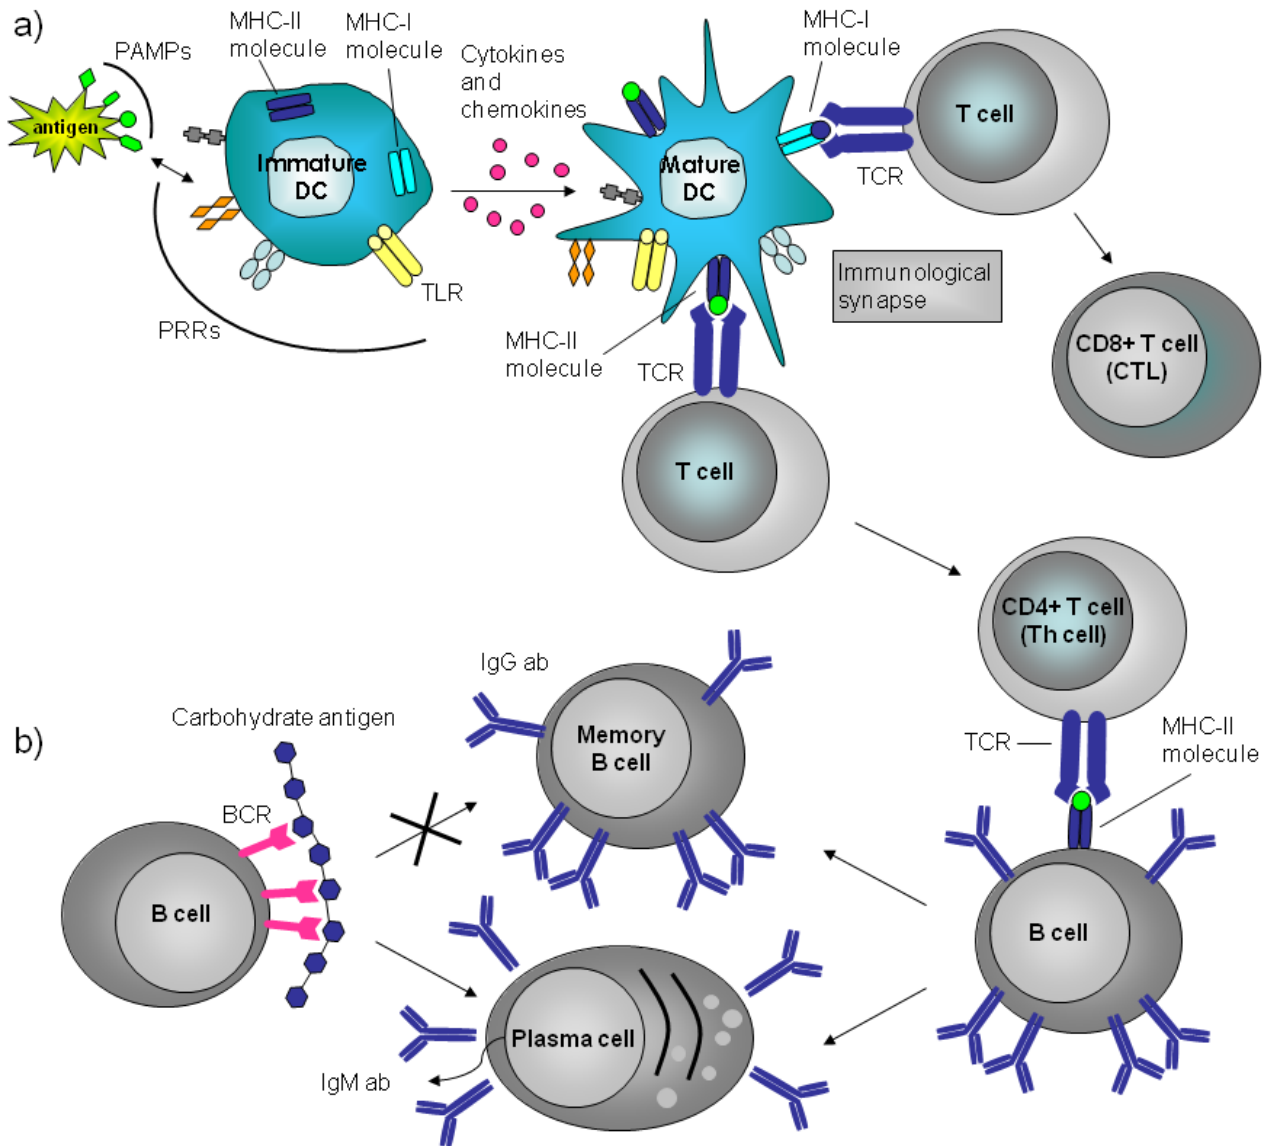 a)
PAMPs
antigen
MHC-II
molecule
MHC-I
molecule
Immature
DC
TLR
PRRs
Cytokines
and
chemokines
Mature
DC
MHC-I
molecule
TCR
T cell
Immunological
synapse
MHC-II
molecule
TCR
T cell
CD8+ T cell
(CTL)
CD4+ T cell
(Th cell)
TCR
MHC-II
molecule
B cell
b)
Carbohydrate antigen
BCR
B cell
IgG ab
Memory
B cell
Plasma cell
IgM ab